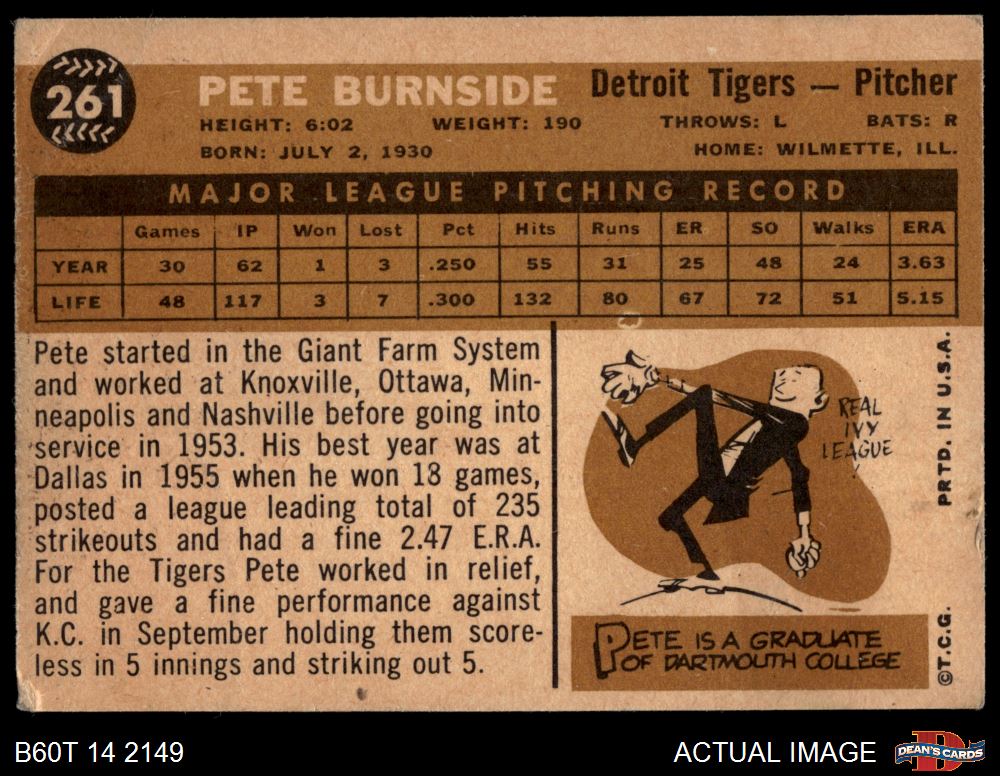 261
PETE BURNSIDE Detroit Tigers — Pitcher
HEIGHT: 6:02 WEIGHT: 190 THROWS: L BATS: R
BORN: JULY 2, 1930 HOME: WILMETTE, ILL.
MAJOR LEAGUE PITCHING RECORD
Games IP Won Lost Pct Hits Runs ER SO Walks ERA
YEAR 30 62 1 3 .250 55 31 25 48 24 3.63
LIFE 48 117 3 7 .300 132 80 67 72 51 5.15
Pete started in the Giant Farm System
and worked at Knoxville, Ottawa, Min-
neapolis and Nashville before going into
service in 1953. His best year was at
Dallas in 1955 when he won 18 games,
posted a league leading total of 235
strikeouts and had a fine 2.47 E.R.A.
For the Tigers Pete worked in relief,
and gave a fine performance against
K.C. in September holding them score-
less in 5 innings and striking out 5.
REAL
IVY
LEAGUE
PETE IS A GRADUATE
OF DARTMOUTH COLLEGE
©T.C.G. PRTD. IN U.S.A.
B60T 14 2149 ACTUAL IMAGE
D
DEAN'S CARDS